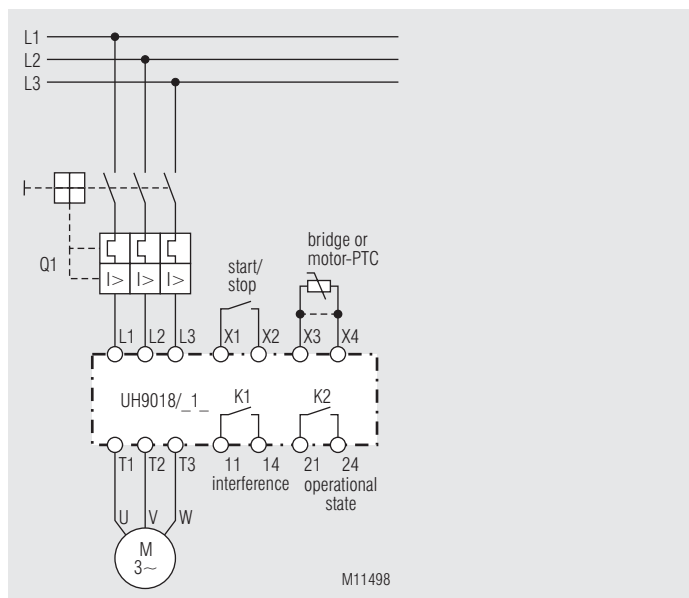 L1
L2
L3
Q1
I> I> I>
start/
stop
bridge or
motor-PTC
L1 L2 L3 X1 X2 X3 X4
UH9018/_1_ K1 K2
T1 T2 T3 11 14 21 24
interference operational
state
U V W
M
3~
M11498